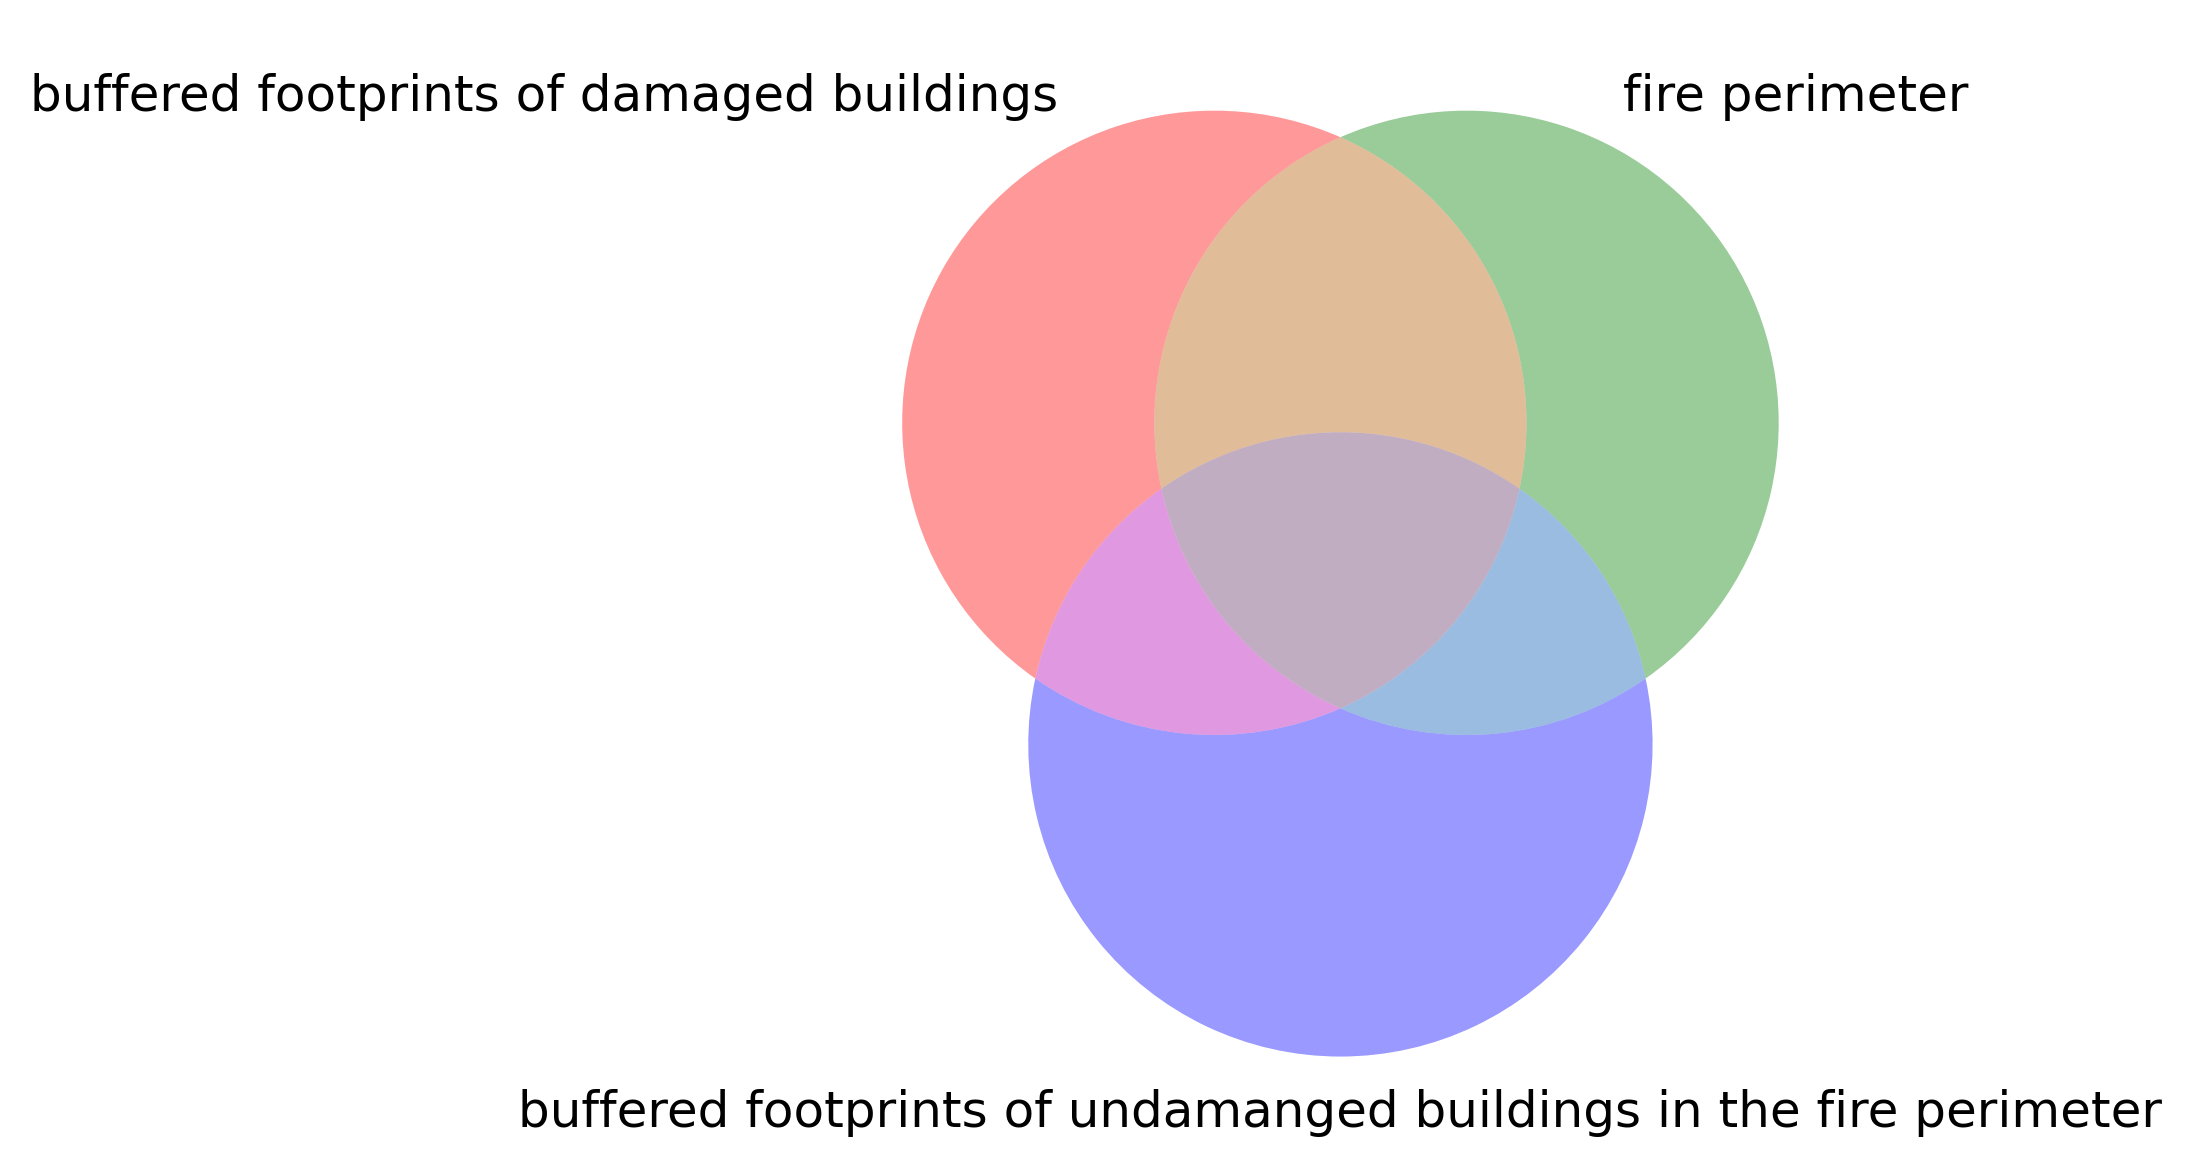 buffered footprints of damaged buildings
fire perimeter
buffered footprints of undamanged buildings in the fire perimeter